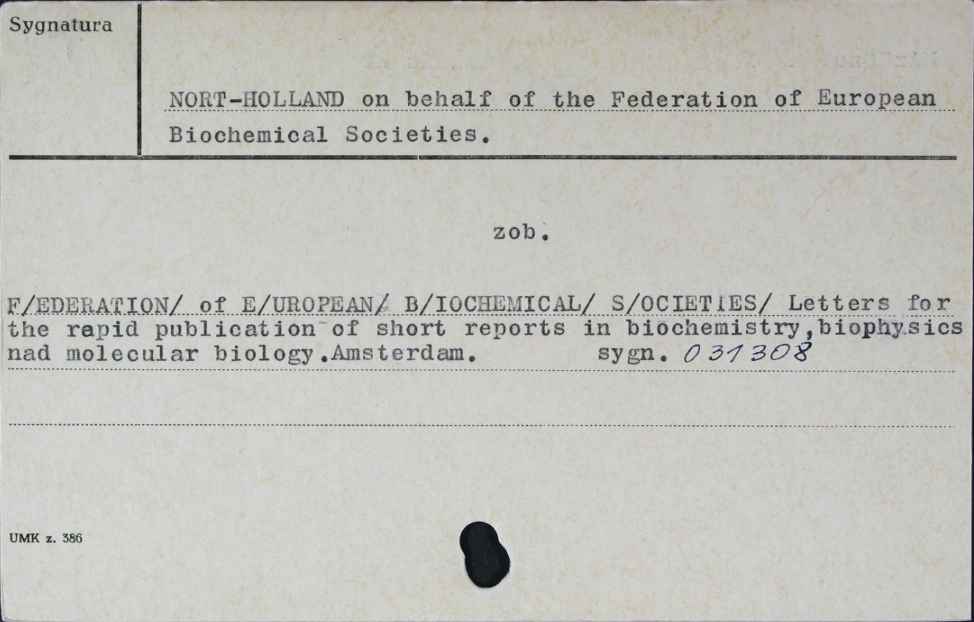 Sygnatura
NORT-HOLLAND on behalf of the Federation of European
Biochemical Societies.
zob.
F/EDERATION/ of E/UROPEAN/ B/IOCHEMICAL/ S/OCIETIES/ Letters for
the rapid publication of short reports in biochemistry,biophysics
nad molecular biology.Amsterdam. sygn. 031308
UMK z. 386